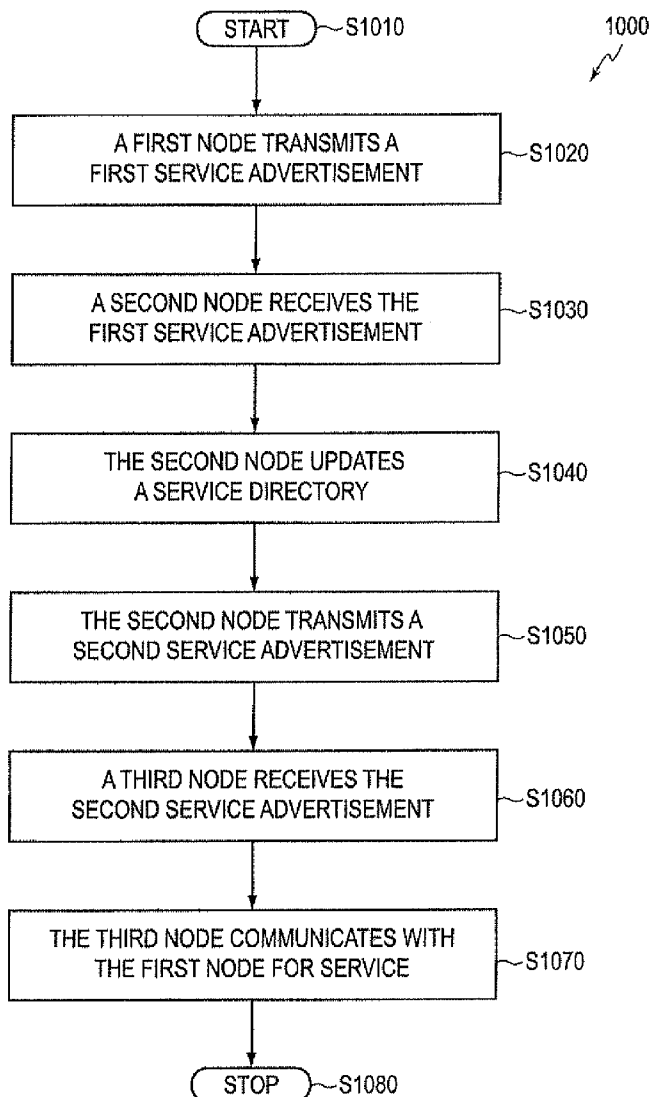 START S1010
1000
A FIRST NODE TRANSMITS A
FIRST SERVICE ADVERTISEMENT
S1020
A SECOND NODE RECEIVES THE
FIRST SERVICE ADVERTISEMENT
S1030
THE SECOND NODE UPDATES
A SERVICE DIRECTORY
S1040
THE SECOND NODE TRANSMITS A
SECOND SERVICE ADVERTISEMENT
S1050
A THIRD NODE RECEIVES THE
SECOND SERVICE ADVERTISEMENT
S1060
THE THIRD NODE COMMUNICATES WITH
THE FIRST NODE FOR SERVICE
S1070
STOP S1080